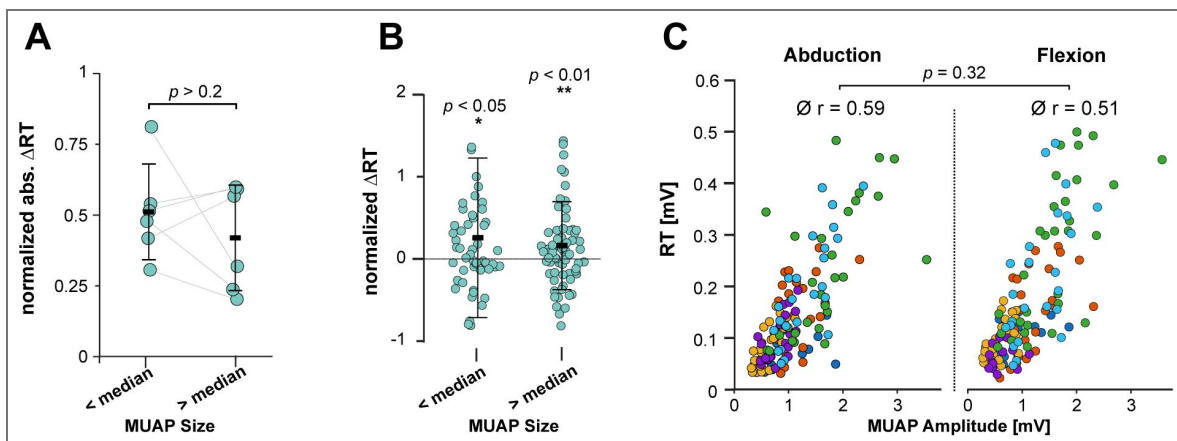 A
normalized abs. ΔRT
1
0.75
0.5
0.25
0
p > 0.2
< median
> median
MUAP Size
B
normalized ΔRT
2
1
0
-1
p < 0.05
*
p < 0.01
**
< median
> median
MUAP Size
C
Abduction
Flexion
p = 0.32
Ø r = 0.59
Ø r = 0.51
RT [mV]
0.6
0.5
0.4
0.3
0.2
0.1
0
0 1 2 3
0 1 2 3
MUAP Amplitude [mV]